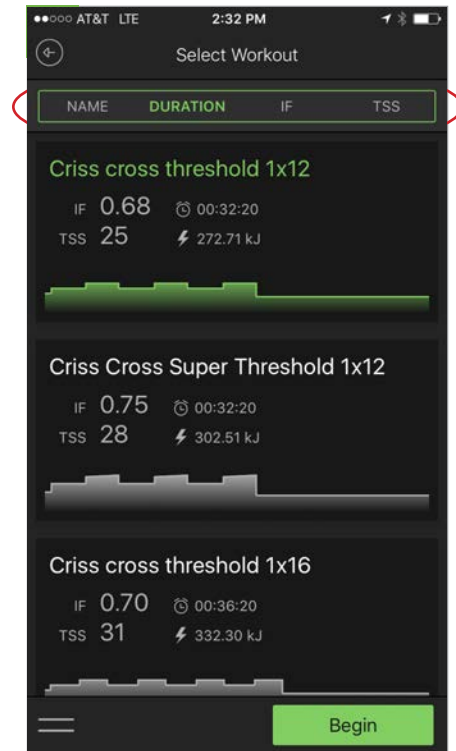 AT&T LTE 2:32 PM
Select Workout
NAME DURATION IF TSS
Criss cross threshold 1x12
IF 0.68 00:32:20
TSS 25 272.71 kJ
Criss Cross Super Threshold 1x12
IF 0.75 00:32:20
TSS 28 302.51 kJ
Criss cross threshold 1x16
IF 0.70 00:36:20
TSS 31 332.30 kJ
Begin